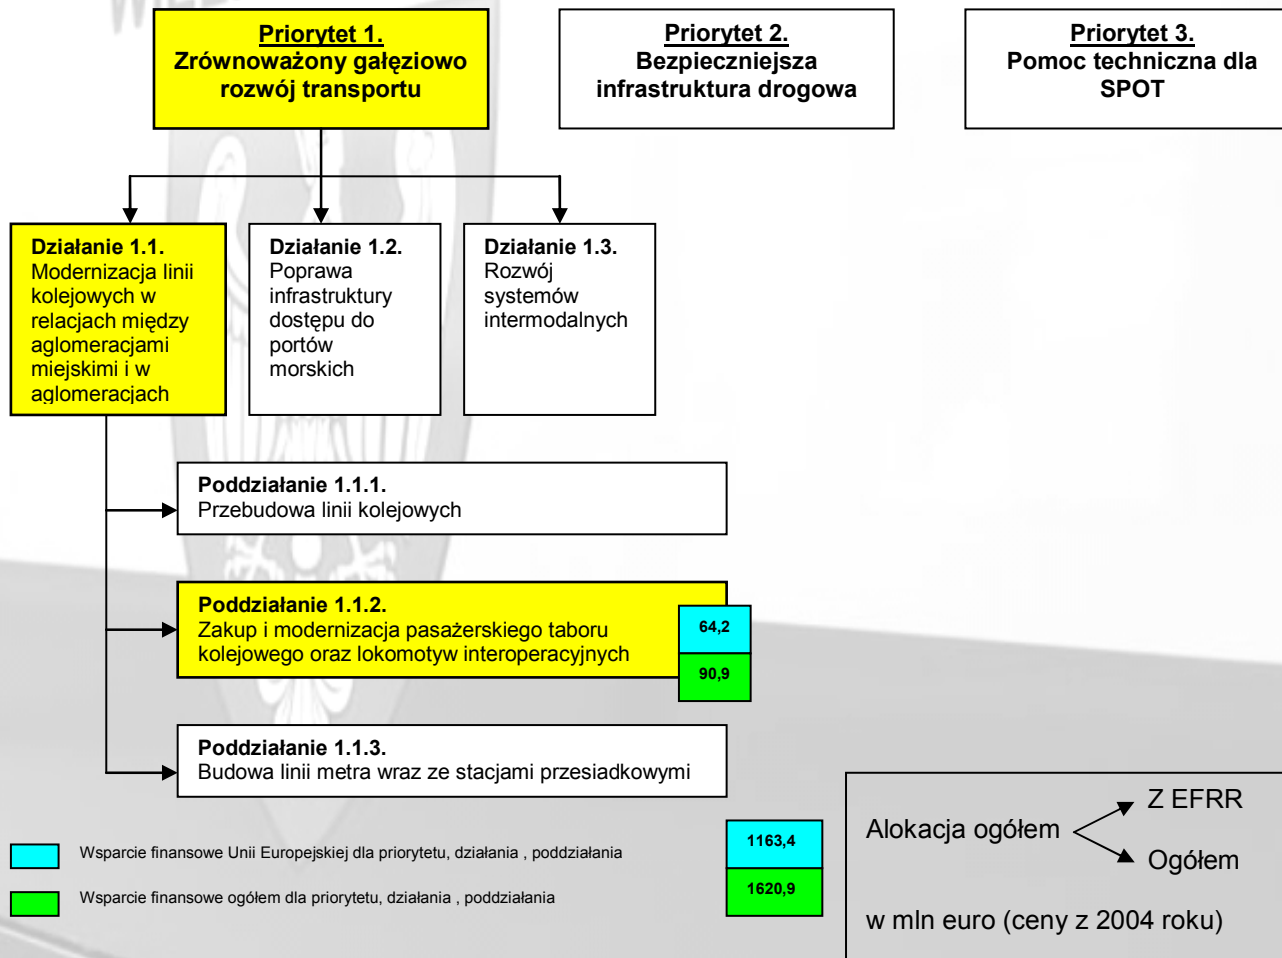 Priorytet 1.
Zrównoważony gałęziowo
rozwój transportu
Priorytet 2.
Bezpieczniejsza
infrastruktura drogowa
Priorytet 3.
Pomoc techniczna dla
SPOT
Działanie 1.1.
Modernizacja linii
kolejowych w
relacjach między
aglomeracjami
miejskimi i w
aglomeracjach
Działanie 1.2.
Poprawa
infrastruktury
dostępu do
portów
morskich
Działanie 1.3.
Rozwój
systemów
intermodalnych
Poddziałanie 1.1.1.
Przebudowa linii kolejowych
Poddziałanie 1.1.2.
Zakup i modernizacja pasażerskiego taboru
kolejowego oraz lokomotyw interoperacyjnych
64,2
90,9
Poddziałanie 1.1.3.
Budowa linii metra wraz ze stacjami przesiadkowymi
Wsparcie finansowe Unii Europejskiej dla priorytetu, działania , poddziałania
1163,4
Wsparcie finansowe ogółem dla priorytetu, działania , poddziałania
1620,9
Z EFRR
Alokacja ogółem
Ogółem
w mln euro (ceny z 2004 roku)